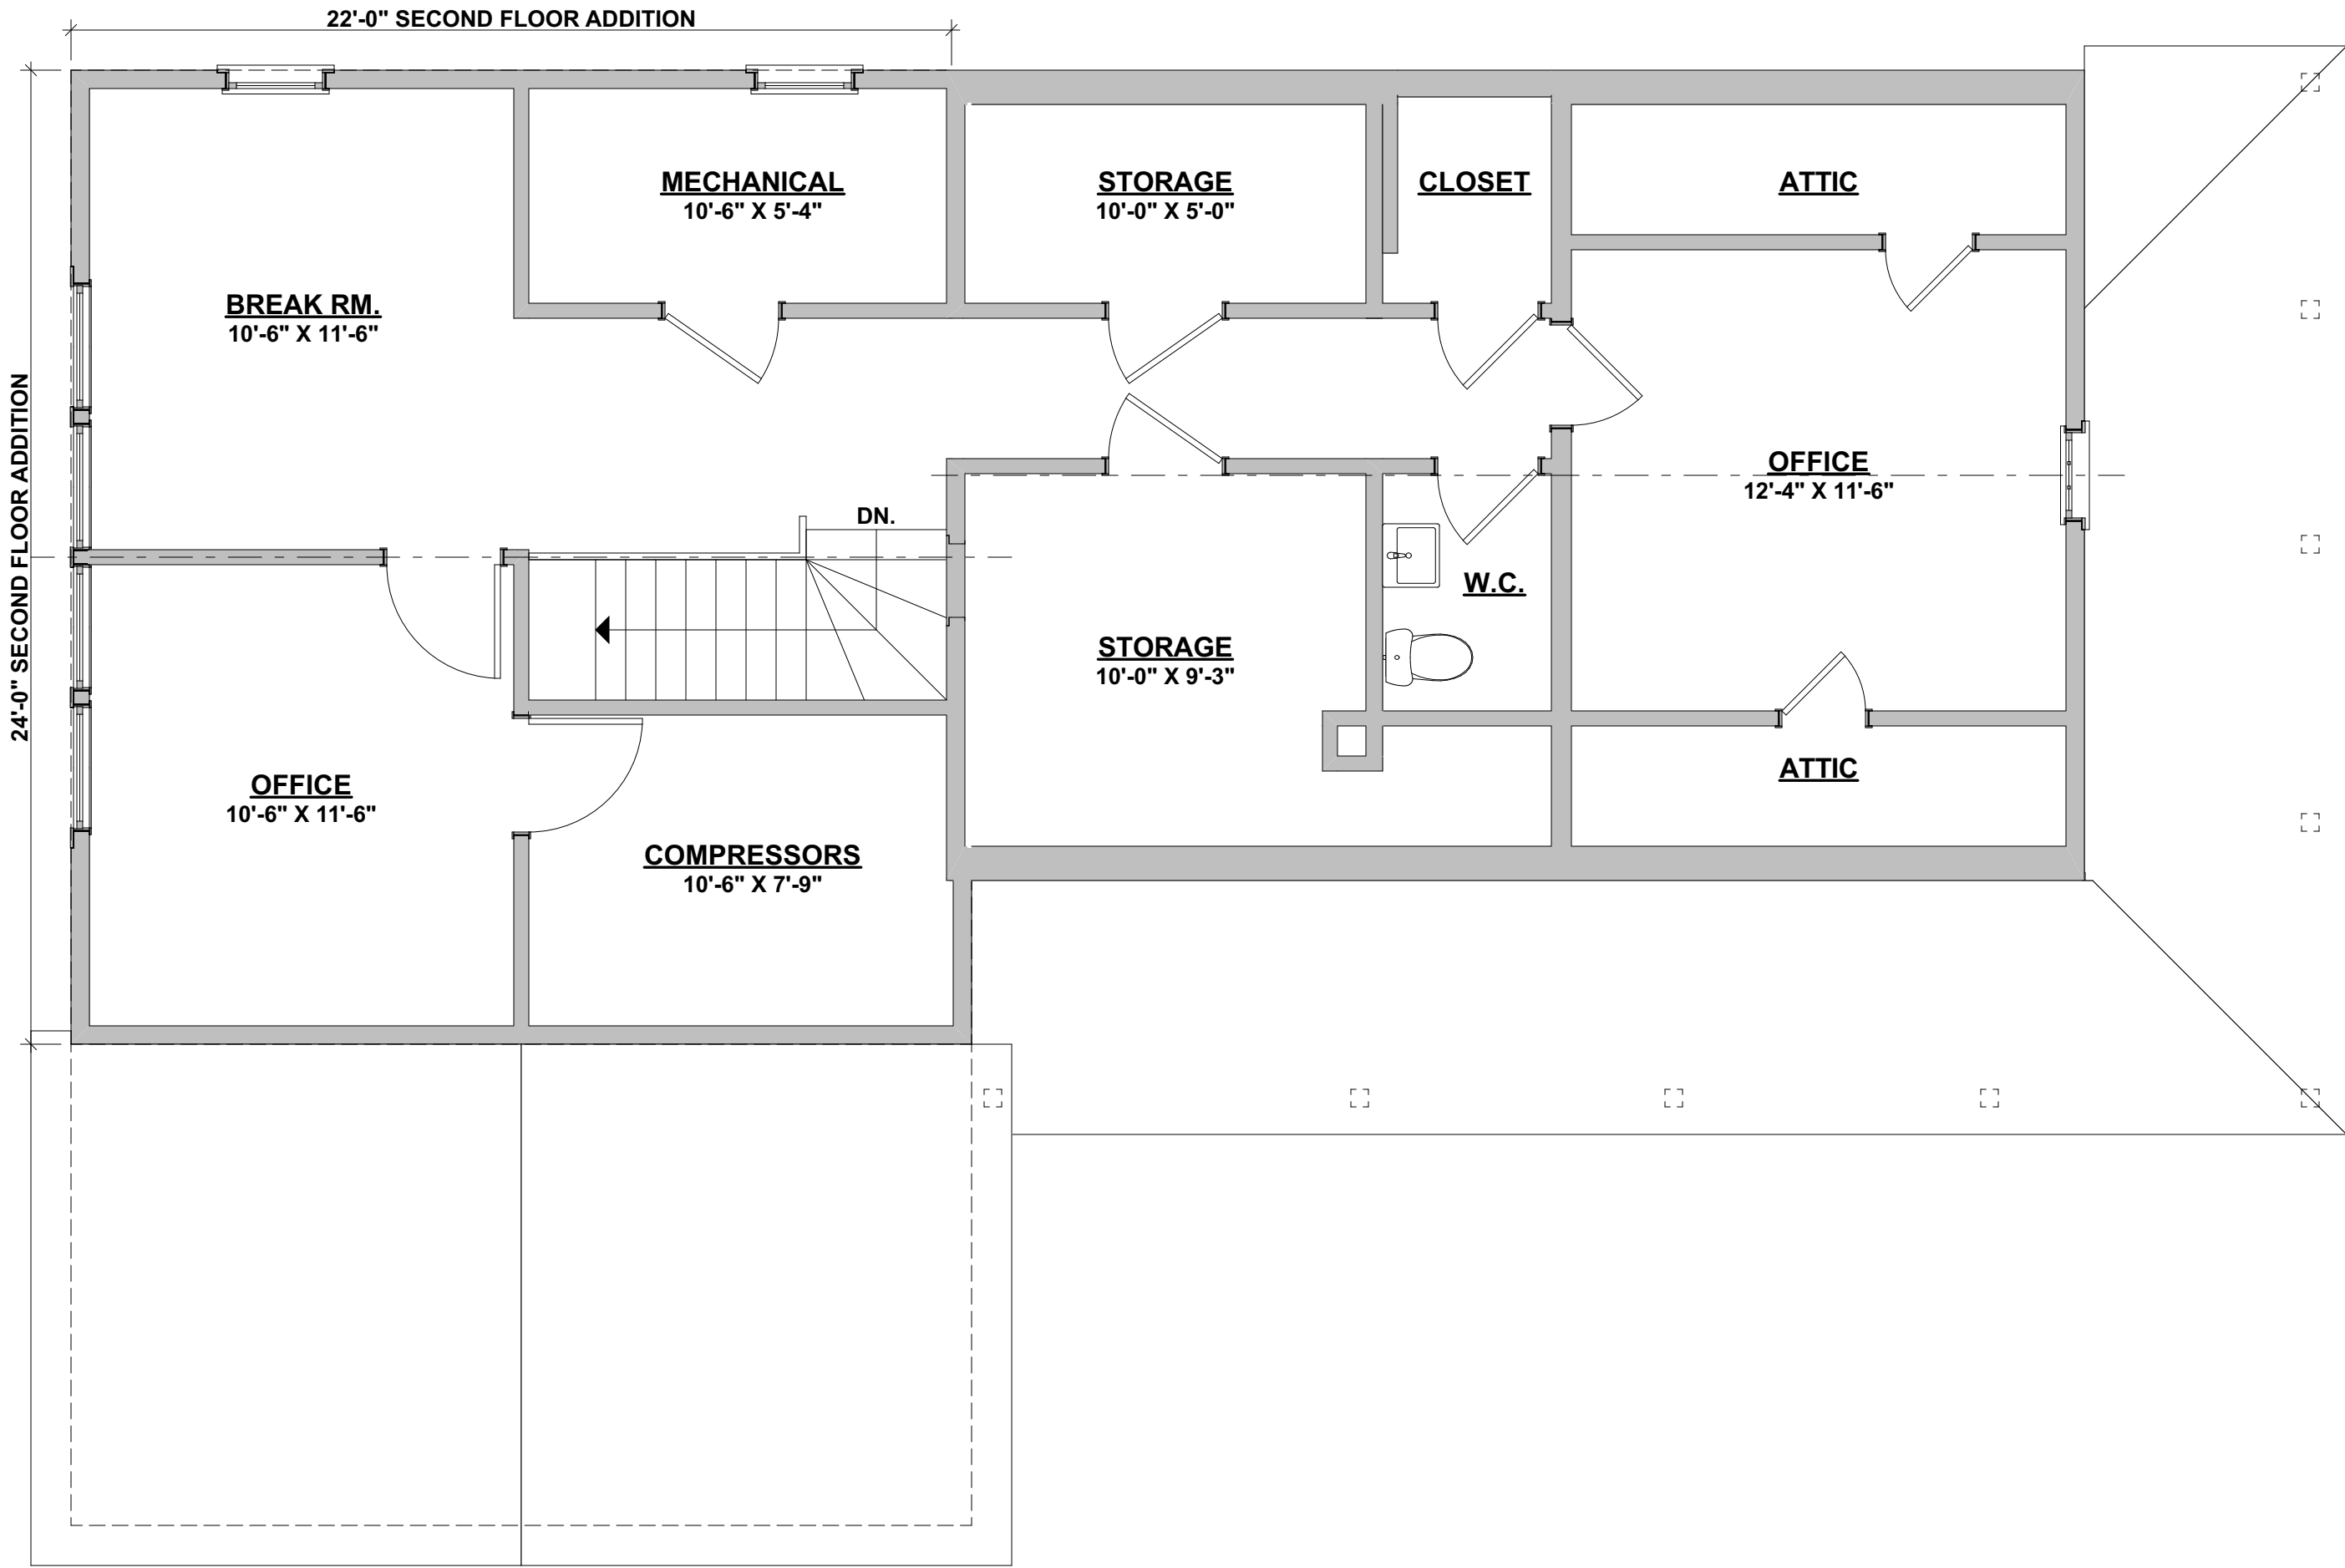 22'-0" SECOND FLOOR ADDITION
24'-0" SECOND FLOOR ADDITION
MECHANICAL
10'-6" X 5'-4"
STORAGE
10'-0" X 5'-0"
CLOSET
ATTIC
BREAK RM.
10'-6" X 11'-6"
OFFICE
12'-4" X 11'-6"
DN.
W.C.
STORAGE
10'-0" X 9'-3"
OFFICE
10'-6" X 11'-6"
ATTIC
COMPRESSORS
10'-6" X 7'-9"